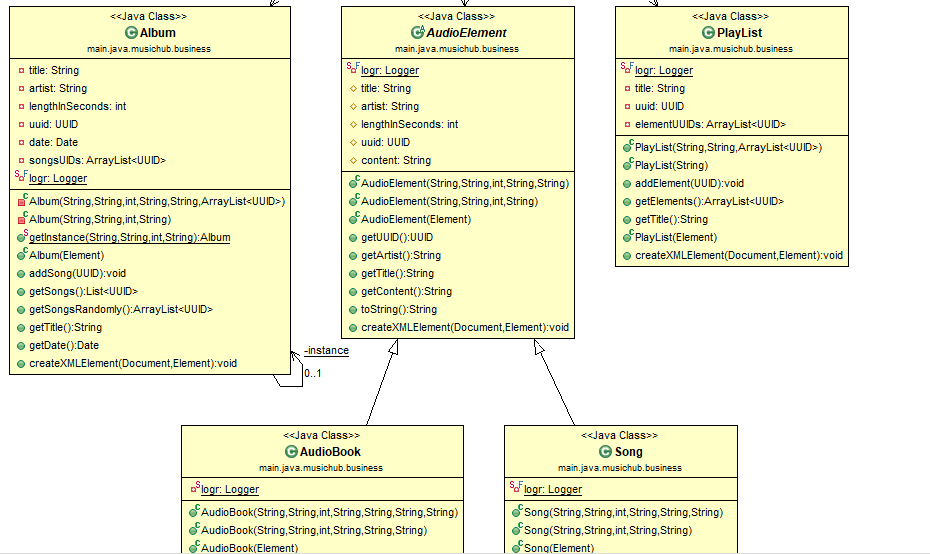 <<Java Class>>
Album
main.java.musichub.business
title: String
artist: String
lengthInSeconds: int
uuid: UUID
date: Date
songsUIDs: ArrayList<UUID>
logr: Logger
Album(String,String,int,String,String,ArrayList<UUID>)
Album(String,String,int,String)
getInstance(String,String,int,String):Album
Album(Element)
addSong(UUID):void
getSongs():List<UUID>
getSongsRandomly():ArrayList<UUID>
getTitle():String
getDate():Date
createXMLElement(Document,Element):void
-instance
0..1
<<Java Class>>
AudioElement
main.java.musichub.business
logr: Logger
title: String
artist: String
lengthInSeconds: int
uuid: UUID
content: String
AudioElement(String,String,int,String,String)
AudioElement(String,String,int,String)
AudioElement(Element)
getUUID():UUID
getArtist():String
getTitle():String
getContent():String
toString():String
createXMLElement(Document,Element):void
<<Java Class>>
PlayList
main.java.musichub.business
logr: Logger
title: String
uuid: UUID
elementUUIDs: ArrayList<UUID>
PlayList(String,String,ArrayList<UUID>)
PlayList(String)
addElement(UUID):void
getElements():ArrayList<UUID>
getTitle():String
PlayList(Element)
createXMLElement(Document,Element):void
<<Java Class>>
AudioBook
main.java.musichub.business
logr: Logger
AudioBook(String,String,int,String,String,String,String)
AudioBook(String,String,int,String,String,String)
AudioBook(Element)
<<Java Class>>
Song
main.java.musichub.business
logr: Logger
Song(String,String,int,String,String,String)
Song(String,String,int,String,String)
Song(Element)